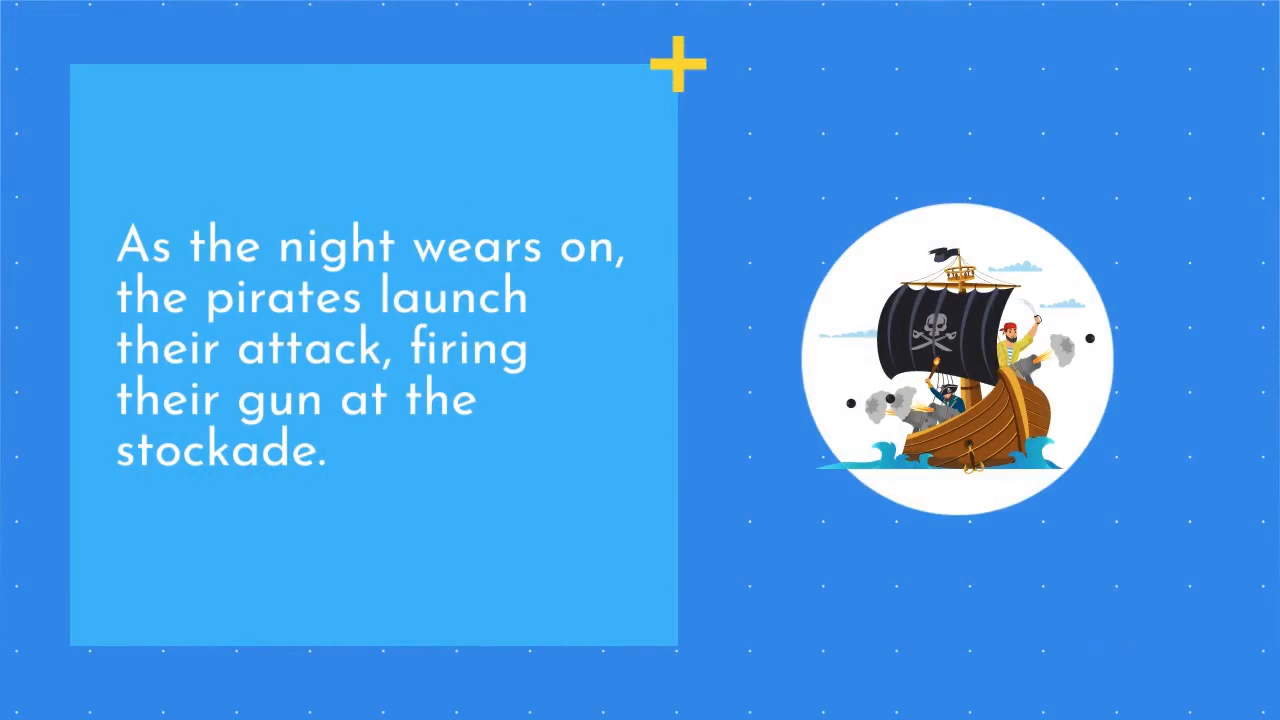 As the night wears on,
the pirates launch
their attack, firing
their gun at the
stockade.